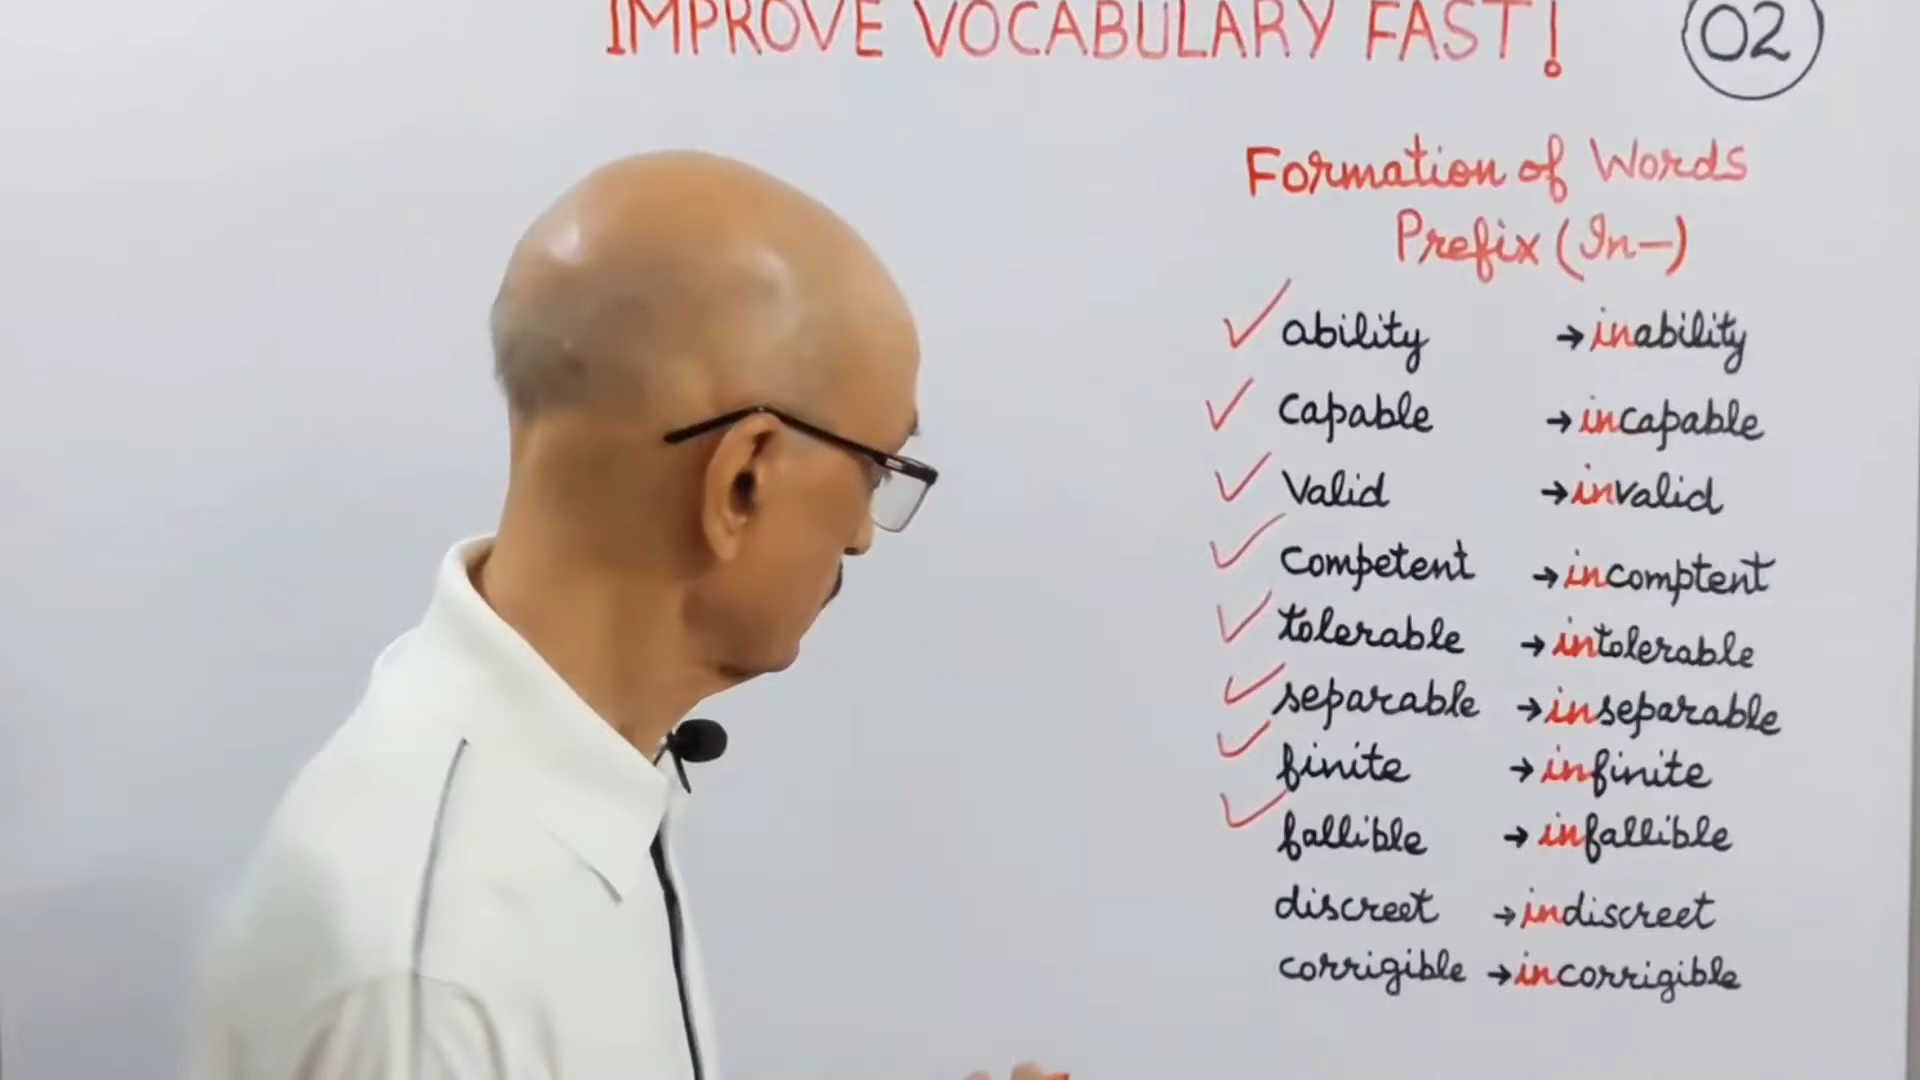 IMPROVE VOCABULARY FAST!
02
Formation of Words
Prefix (In-)
ability → inability
Capable → incapable
Valid → invalid
Competent → incomptent
tolerable → intolerable
separable → inseparable
finite → infinite
fallible → infallible
discreet → indiscreet
corrigible → incorrigible